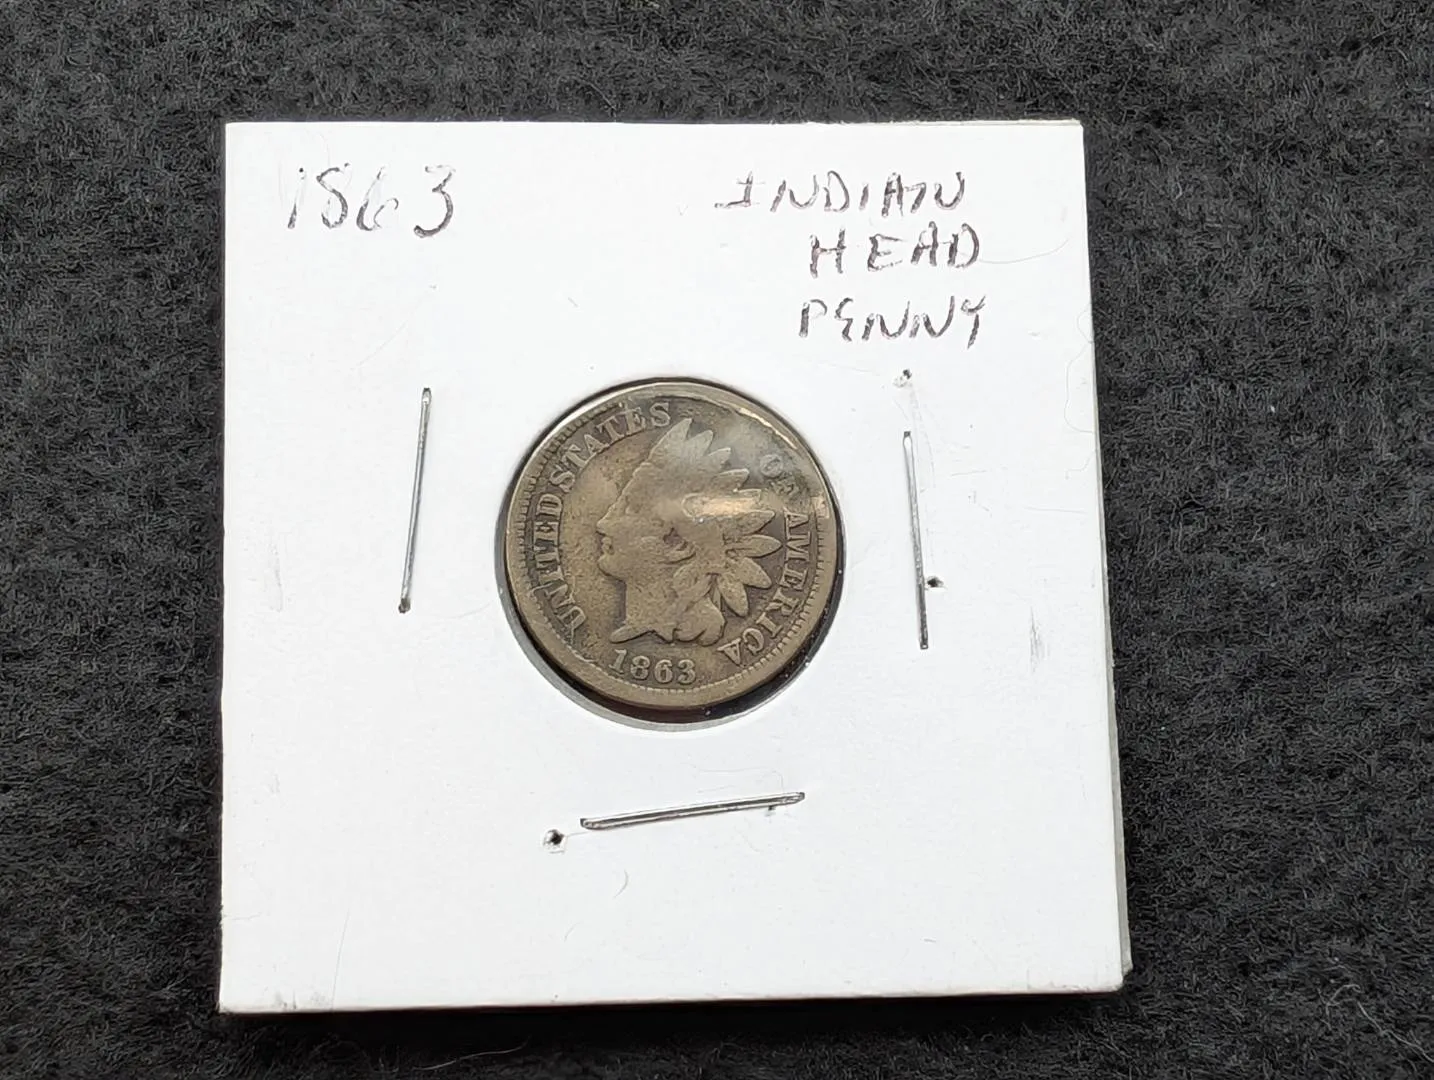 1863
INDIAN
HEAD
PENNY
UNITED STATES OF AMERICA
1863